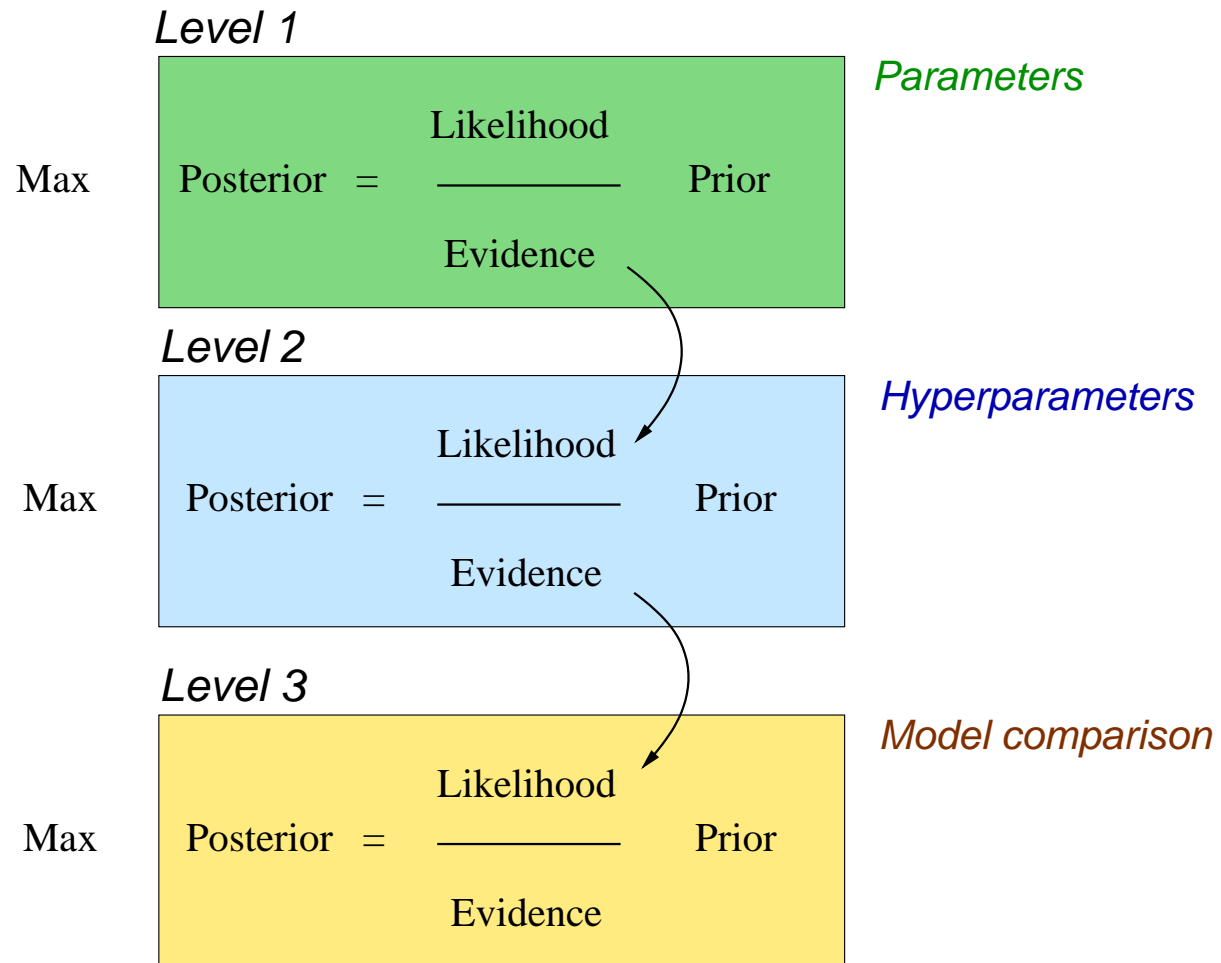 Level 1
Parameters
Likelihood
Max Posterior = Prior
Evidence
Level 2
Hyperparameters
Likelihood
Max Posterior = Prior
Evidence
Level 3
Model comparison
Likelihood
Max Posterior = Prior
Evidence